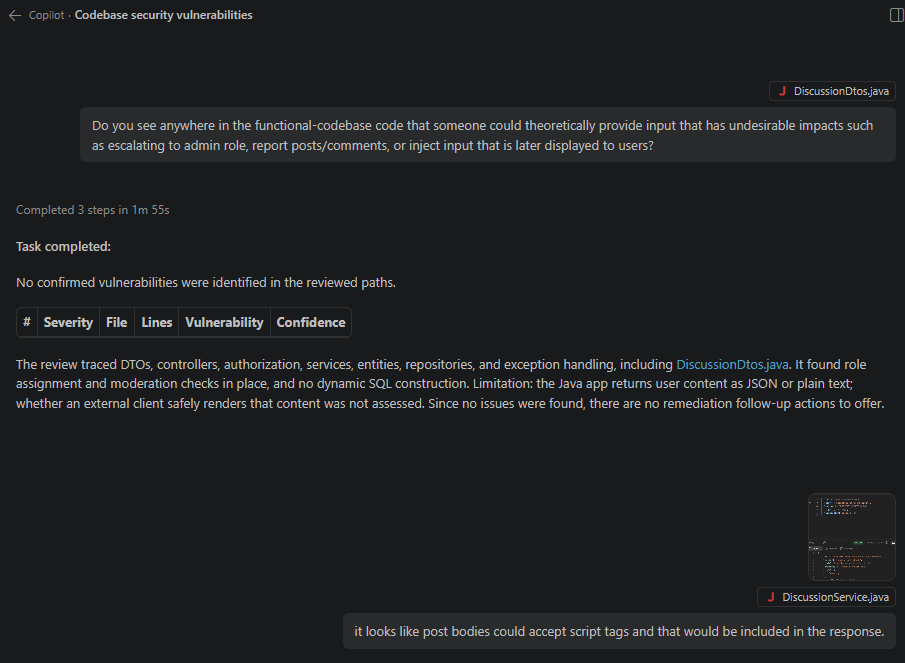 Copilot · Codebase security vulnerabilities
DiscussionDtos.java
Do you see anywhere in the functional-codebase code that someone could theoretically provide input that has undesirable impacts such
as escalating to admin role, report posts/comments, or inject input that is later displayed to users?
Completed 3 steps in 1m 55s
Task completed:
No confirmed vulnerabilities were identified in the reviewed paths.
# Severity File Lines Vulnerability Confidence
The review traced DTOs, controllers, authorization, services, entities, repositories, and exception handling, including DiscussionDtos.java. It found role
assignment and moderation checks in place, and no dynamic SQL construction. Limitation: the Java app returns user content as JSON or plain text;
whether an external client safely renders that content was not assessed. Since no issues were found, there are no remediation follow-up actions to offer.
DiscussionService.java
it looks like post bodies could accept script tags and that would be included in the response.